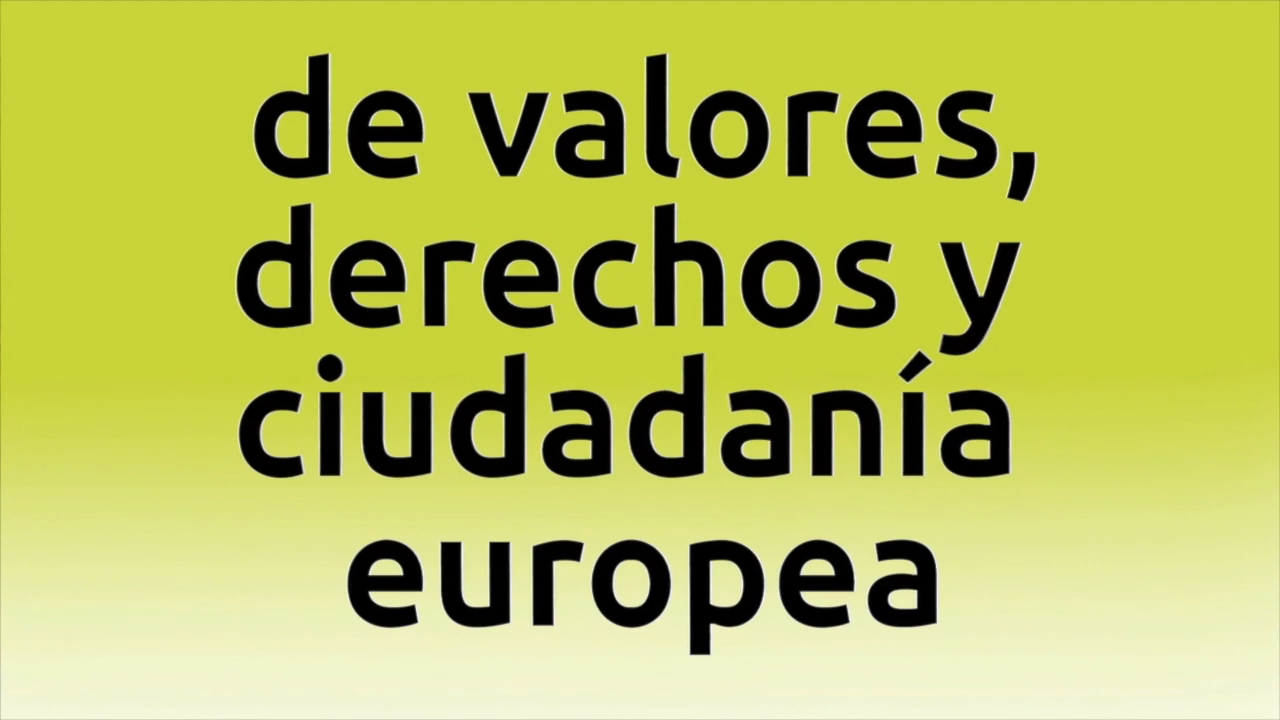 de valores,
derechos y
ciudadanía
europea